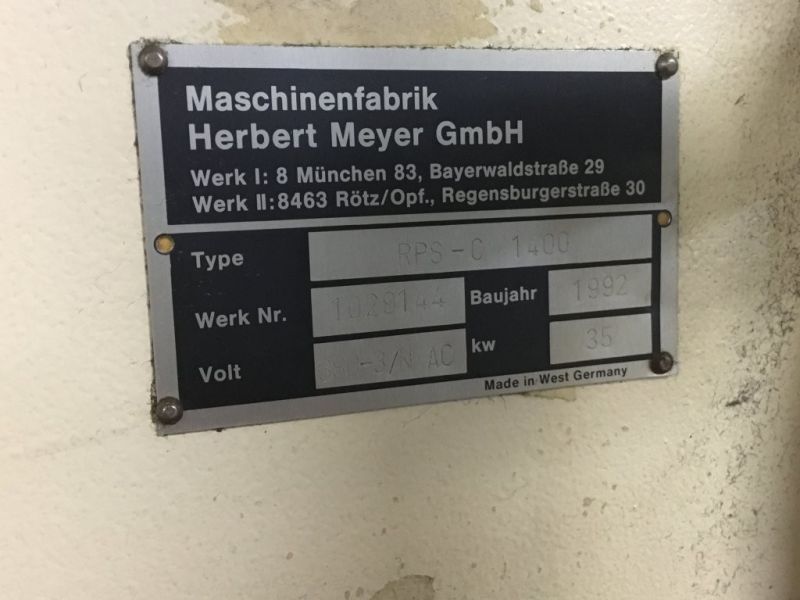 Maschinenfabrik
Herbert Meyer GmbH
Werk I: 8 München 83, Bayerwaldstraße 29
Werk II: 8463 Rötz/Opf., Regensburgerstraße 30
Type RPS-C 1400
Werk Nr. 1028144 Baujahr 1992
Volt AC kw 35
Made in West Germany